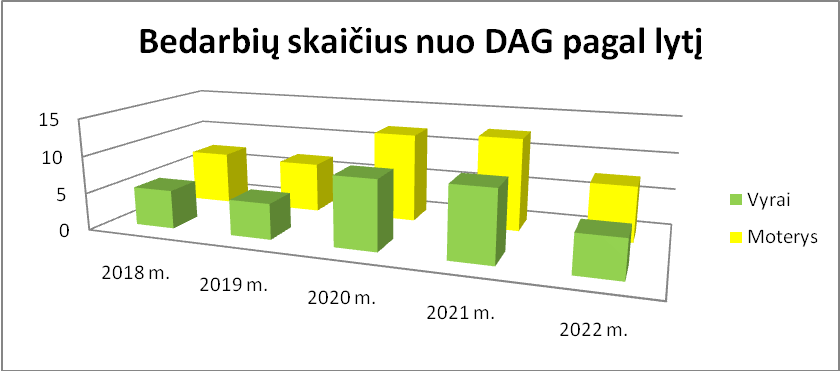 Bedarbių skaičius nuo DAG pagal lytį
15
10
5
0
2018 m.
2019 m.
2020 m.
2021 m.
2022 m.
Vyrai
Moterys